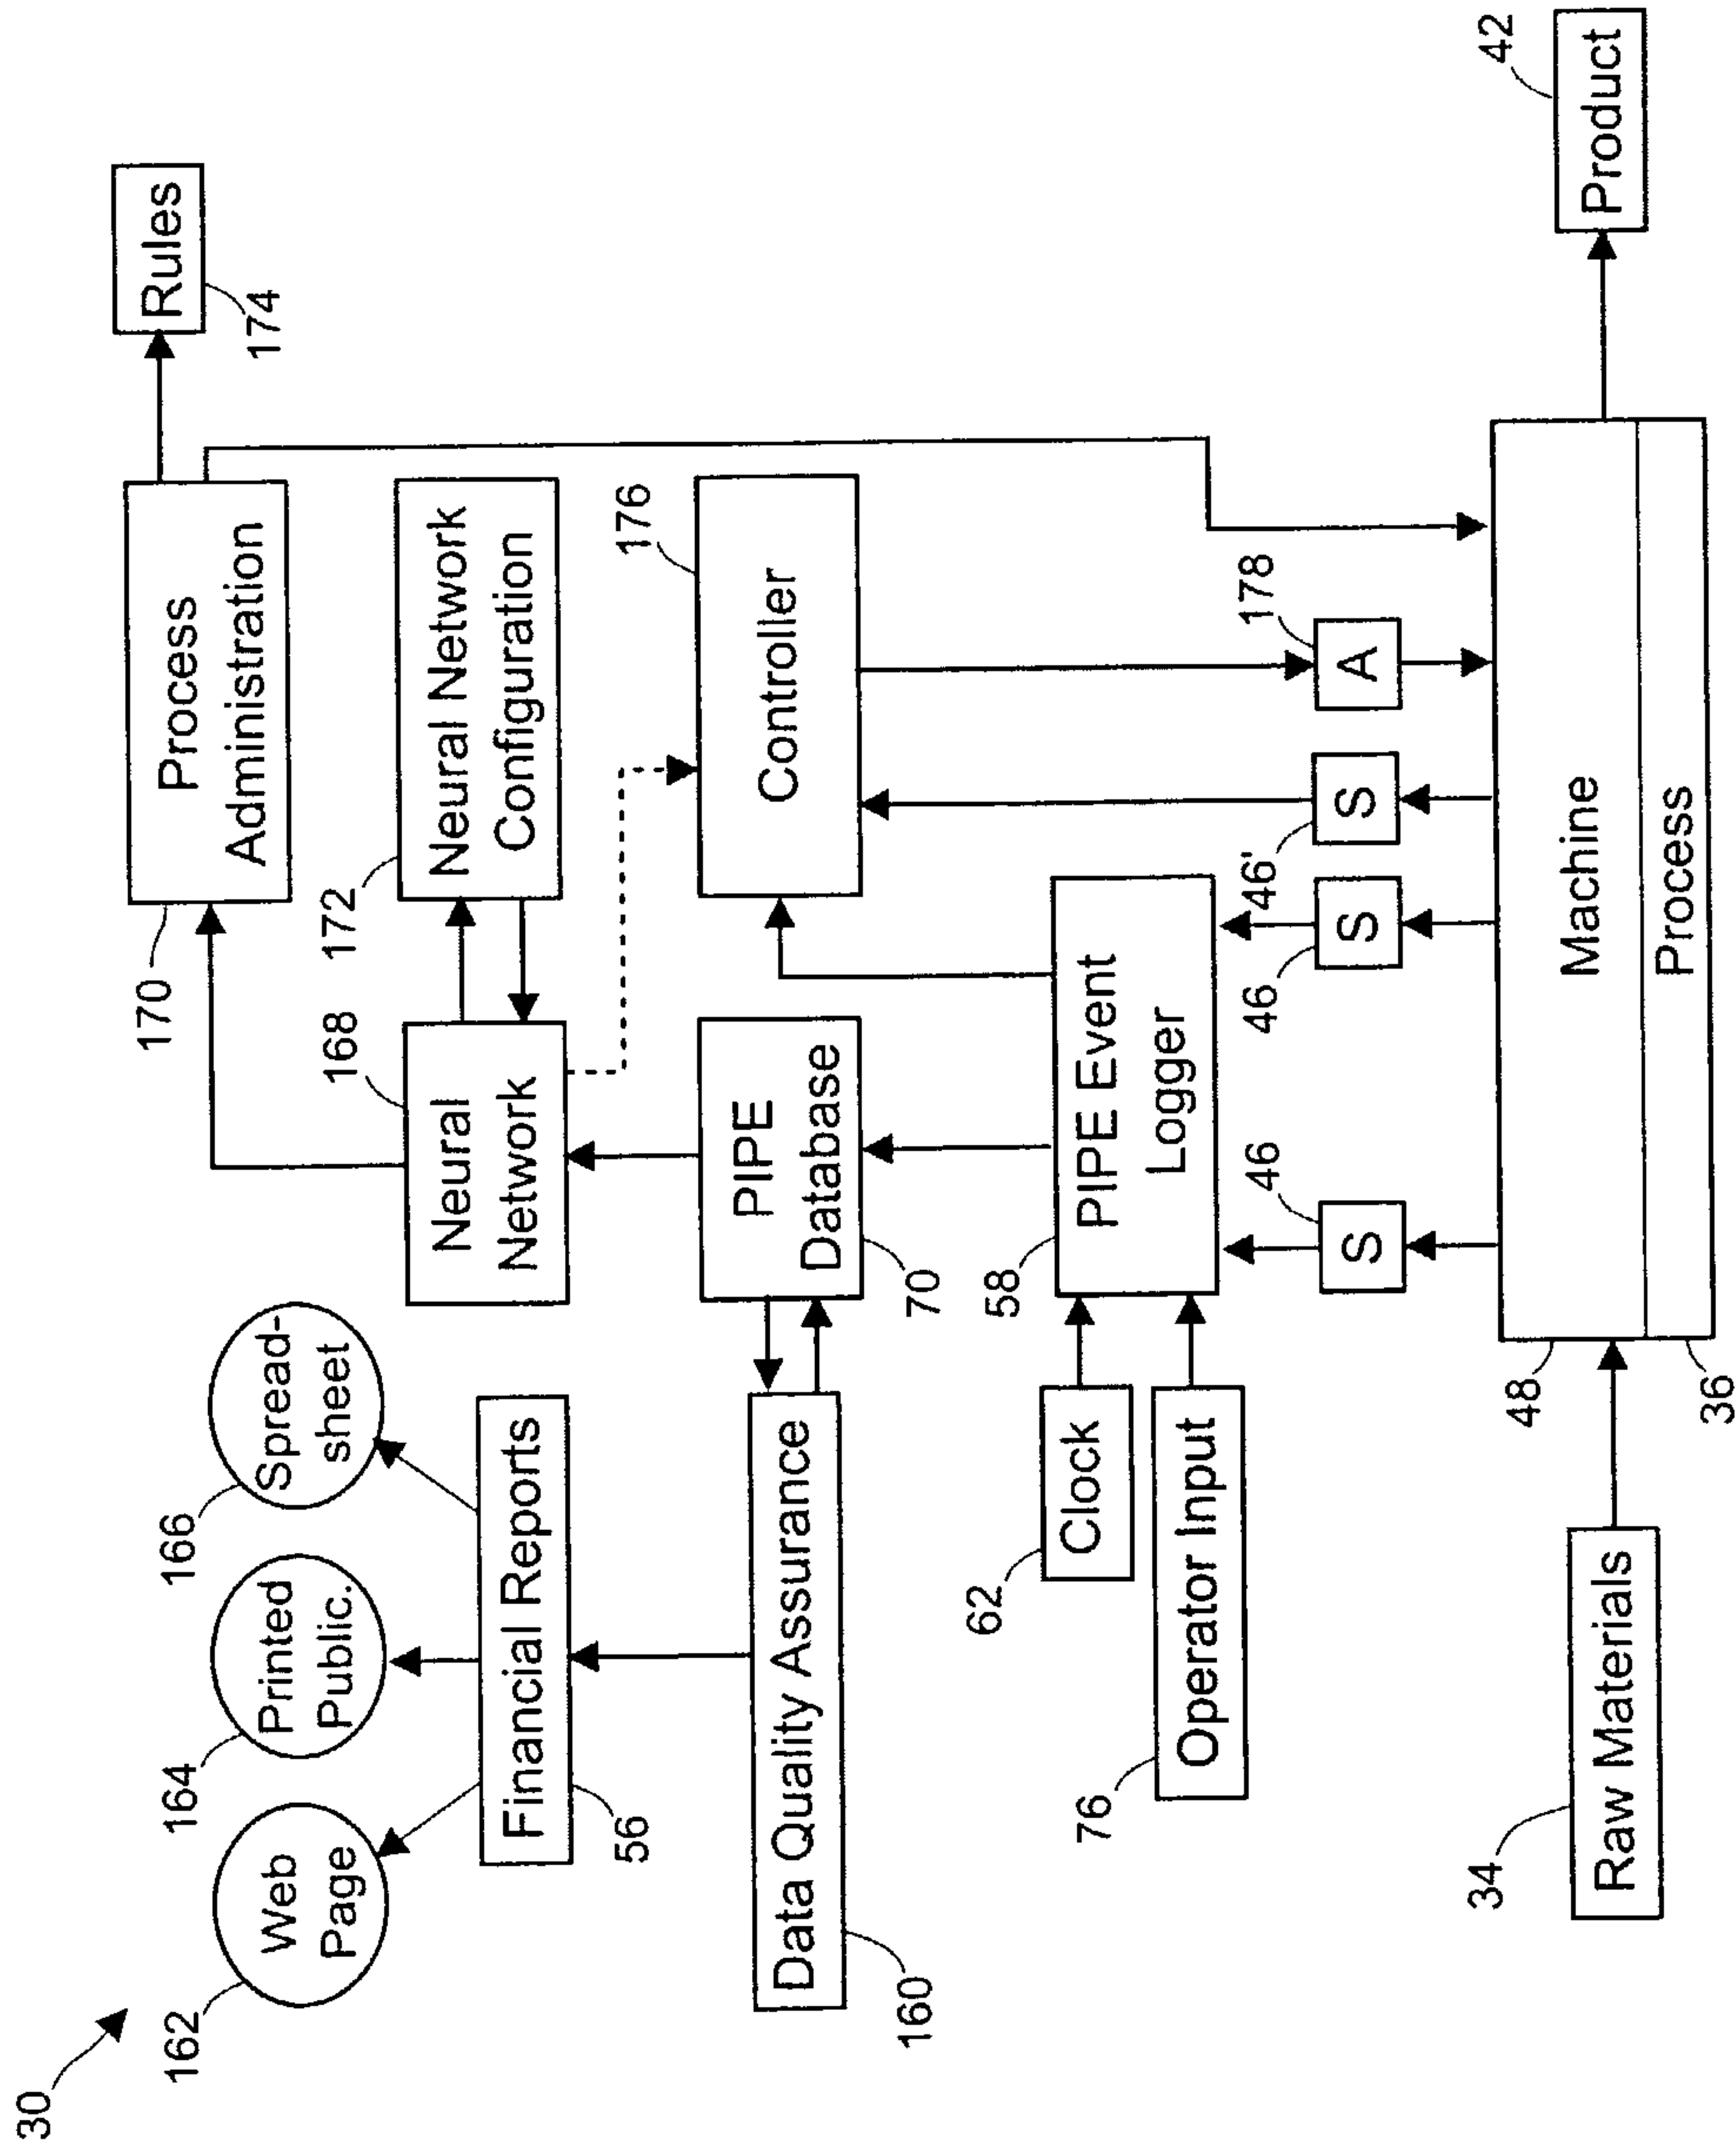 30
162
Web
Page
164
Printed
Public.
166
Spread-
sheet
Financial Reports
56
Data Quality Assurance
160
170
Process
Administration
Rules
174
168
Neural
Network
172
Neural Network
Configuration
PIPE
Database
70
176
Controller
62
Clock
76
Operator Input
58
PIPE Event
Logger
46
S
46
S
46'
S
178
A
34
Raw Materials
48
Machine
36
Process
42
Product